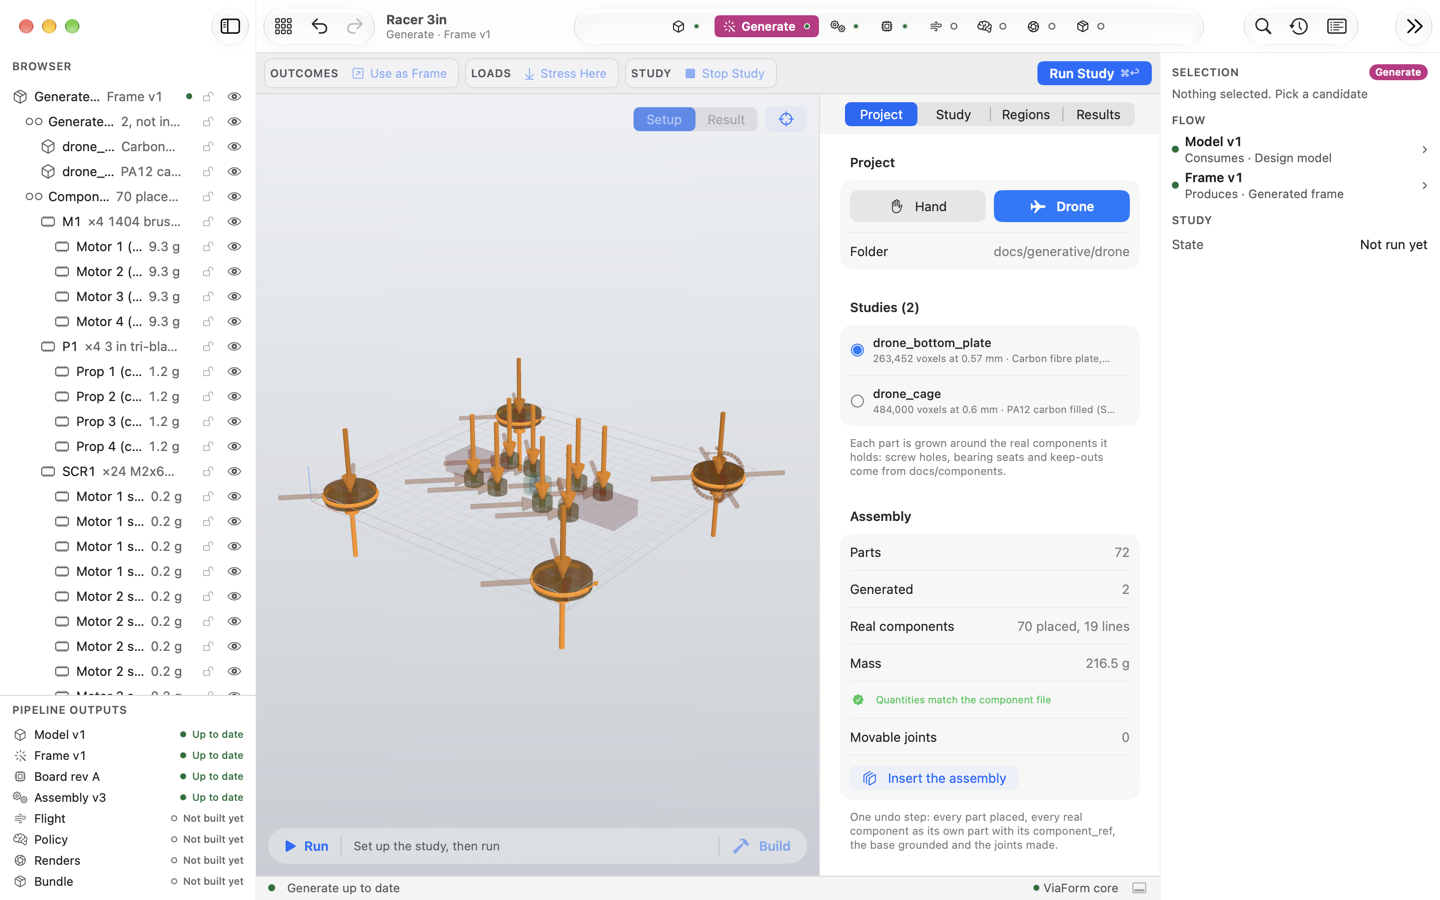 Racer 3in
Generate · Frame v1
Generate
BROWSER
Generate... Frame v1
Generate... 2, not in...
drone_... Carbon...
drone_... PA12 ca...
Compon... 70 place...
M1 ×4 1404 brus...
Motor 1 (... 9.3 g
Motor 2 (... 9.3 g
Motor 3 (... 9.3 g
Motor 4 (... 9.3 g
P1 ×4 3 in tri-bla...
Prop 1 (c... 1.2 g
Prop 2 (c... 1.2 g
Prop 3 (c... 1.2 g
Prop 4 (c... 1.2 g
SCR1 ×24 M2x6...
Motor 1 s... 0.2 g
Motor 1 s... 0.2 g
Motor 1 s... 0.2 g
Motor 1 s... 0.2 g
Motor 2 s... 0.2 g
Motor 2 s... 0.2 g
Motor 2 s... 0.2 g
Motor 2 s... 0.2 g
PIPELINE OUTPUTS
Model v1 Up to date
Frame v1 Up to date
Board rev A Up to date
Assembly v3 Up to date
Flight Not built yet
Policy Not built yet
Renders Not built yet
Bundle Not built yet
OUTCOMES Use as Frame
LOADS Stress Here
STUDY Stop Study
Run Study ⌘↩
Setup Result
Run Set up the study, then run Build
Generate up to date
ViaForm core
Project Study Regions Results
Project
Hand Drone
Folder docs/generative/drone
Studies (2)
drone_bottom_plate
263,452 voxels at 0.57 mm · Carbon fibre plate,...
drone_cage
484,000 voxels at 0.6 mm · PA12 carbon filled (S...
Each part is grown around the real components it
holds: screw holes, bearing seats and keep-outs
come from docs/components.
Assembly
Parts 72
Generated 2
Real components 70 placed, 19 lines
Mass 216.5 g
Quantities match the component file
Movable joints 0
Insert the assembly
One undo step: every part placed, every real
component as its own part with its component_ref,
the base grounded and the joints made.
SELECTION Generate
Nothing selected. Pick a candidate
FLOW
Model v1
Consumes · Design model
Frame v1
Produces · Generated frame
STUDY
State Not run yet